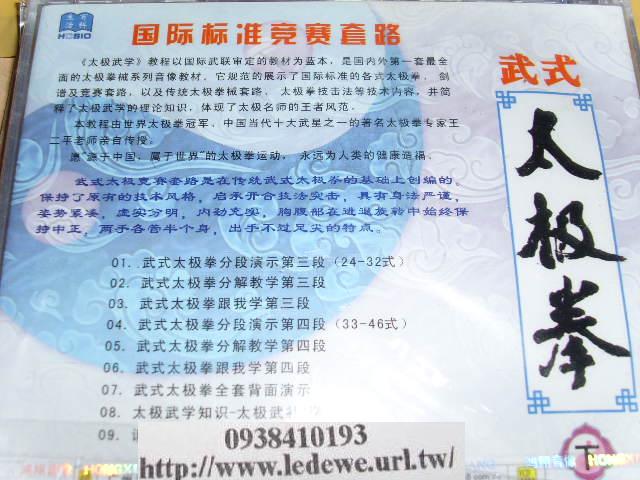 HCBIO
国际标准竞赛套路
《太极武学》教程以国际武联审定的教材为蓝本，是国内外第一套最全
面的太极拳械系列音像教材。它规范的展示了国际标准的各式太极拳、剑
谱及竞赛套路，以及传统太极拳械套路、太极拳技击法等技术内容，并简
释了太极武学的理论知识，体现了太极名师的王者风范。
本教程由世界太极拳冠军、中国当代十大武星之一的著名太极拳专家王
二平老师亲自传授。
愿“源于中国、属于世界”的太极拳运动，永远为人类的健康造福。
武式太极竞赛套路是在传统武式太极拳的基础上创编的。
保持了原有的技术风格，启承开合技法突击，具有身法严谨，
姿势紧凑，虚实分明，内劲充实，胸腹部在进退旋转中始终保
持中正，两手各管半个身，出手不过足尖的特点。
01. 武式太极拳分段演示第三段（24-32式）
02. 武式太极拳分解教学第三段
03. 武式太极拳跟我学第三段
04. 武式太极拳分段演示第四段（33-46式）
05. 武式太极拳分解教学第四段
06. 武式太极拳跟我学第四段
07. 武式太极拳全套背面演示
08. 太极武学知识-太极武
09.
武式
太极拳
下
0938410193
http://www.ledewe.url.tw/